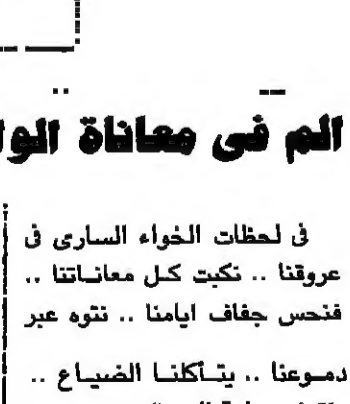 الم فى معاناة
فى لحظات الخواء السارى فى
عروقنا .. نكبت كل معاناتنا ..
فنحس جفاف ايامنا .. نتوه عبر
دموعنا .. يتآكلنا الضياع ..